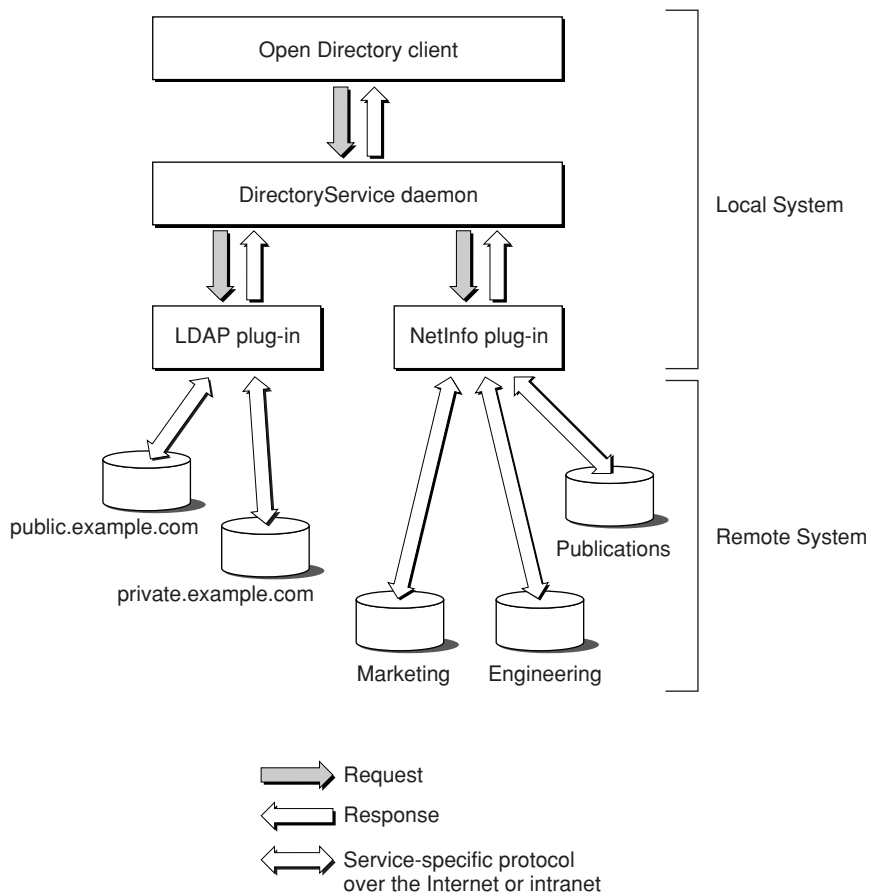 Open Directory client
DirectoryService daemon
Local System
LDAP plug-in
NetInfo plug-in
public.example.com
private.example.com
Publications
Remote System
Marketing
Engineering
Request
Response
Service-specific protocol
over the Internet or intranet